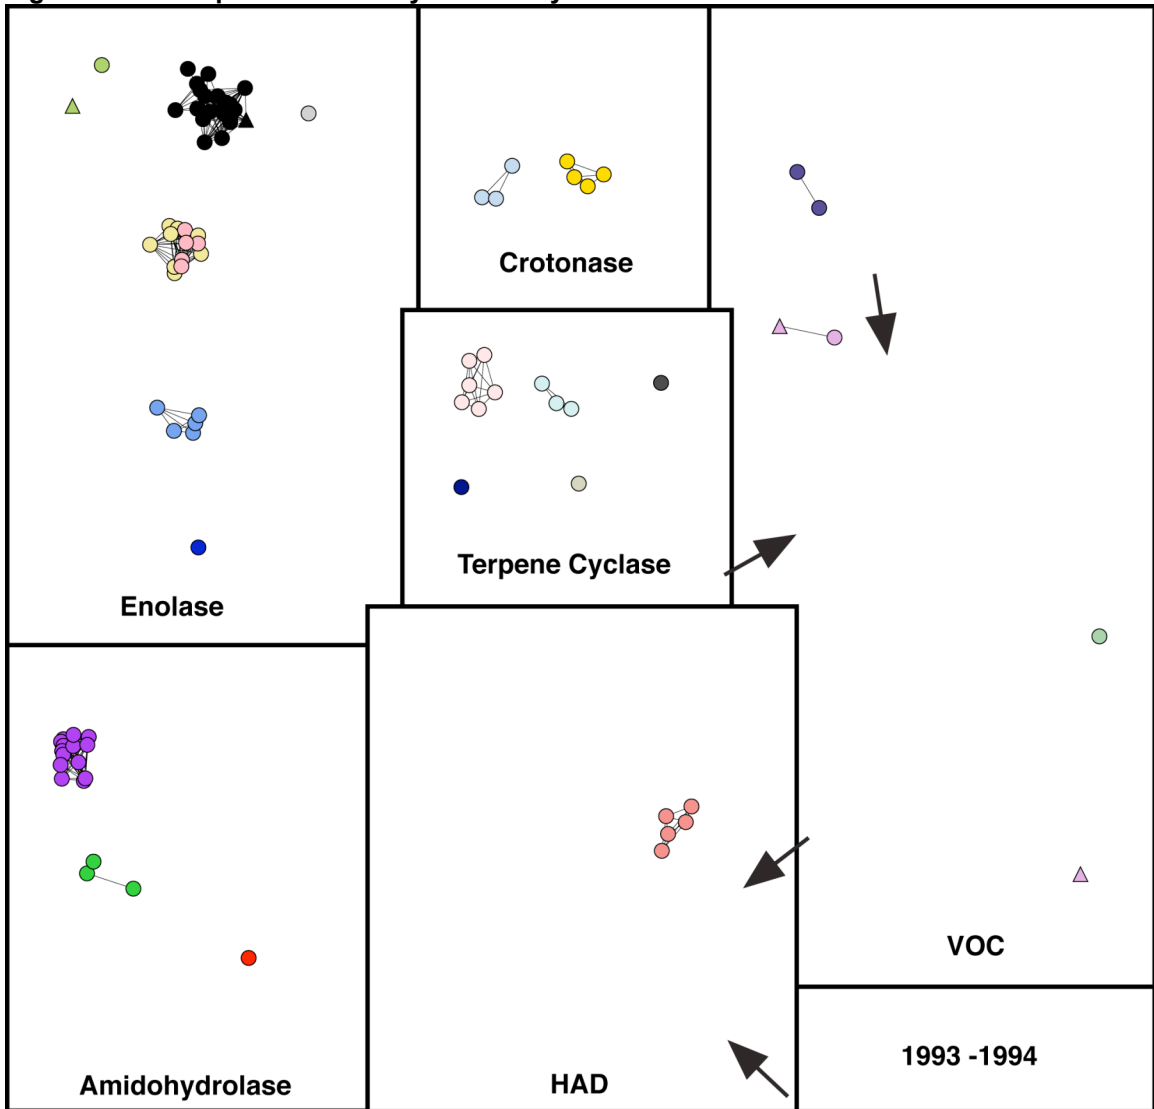 Crotonase
Terpene Cyclase
Enolase
VOC
1993 -1994
Amidohydrolase
HAD